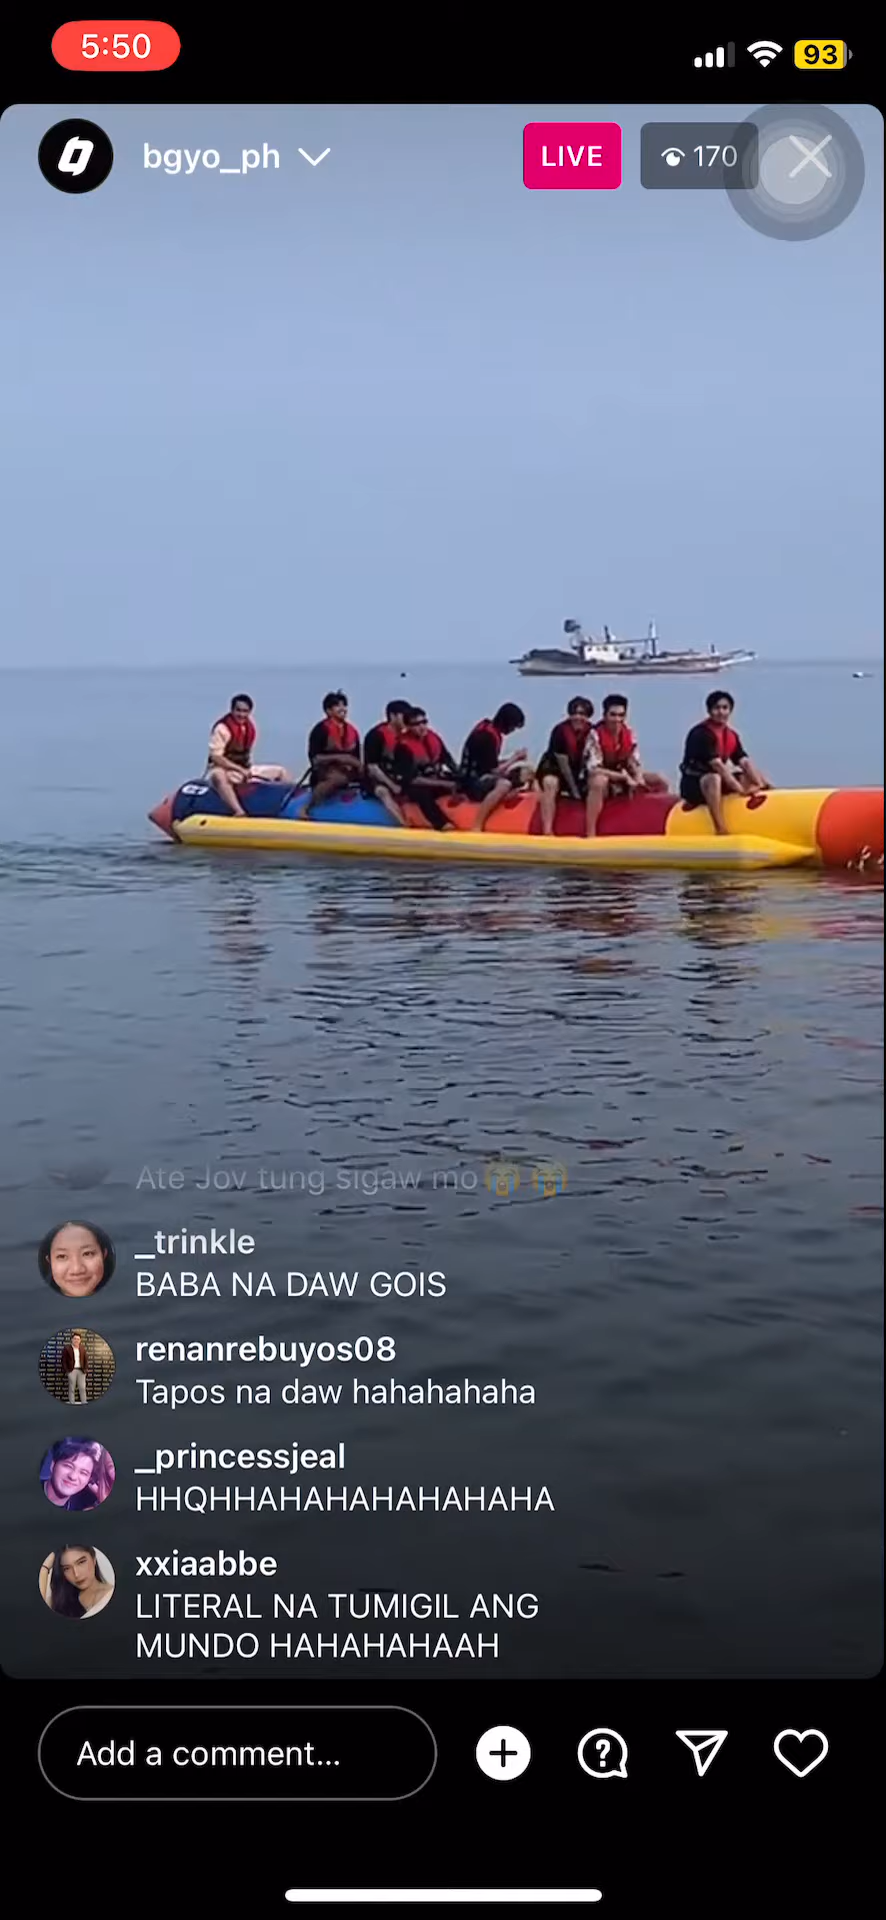 5:50
93
bgyo_ph
LIVE
170
Ate Jov tung sigaw mo😭😭
_trinkle
BABA NA DAW GOIS
renanrebuyos08
Tapos na daw hahahahaha
_princessjeal
HHQHHAHAHAHAHAHAHA
xxiaabbe
LITERAL NA TUMIGIL ANG
MUNDO HAHAHAHAAH
Add a comment...